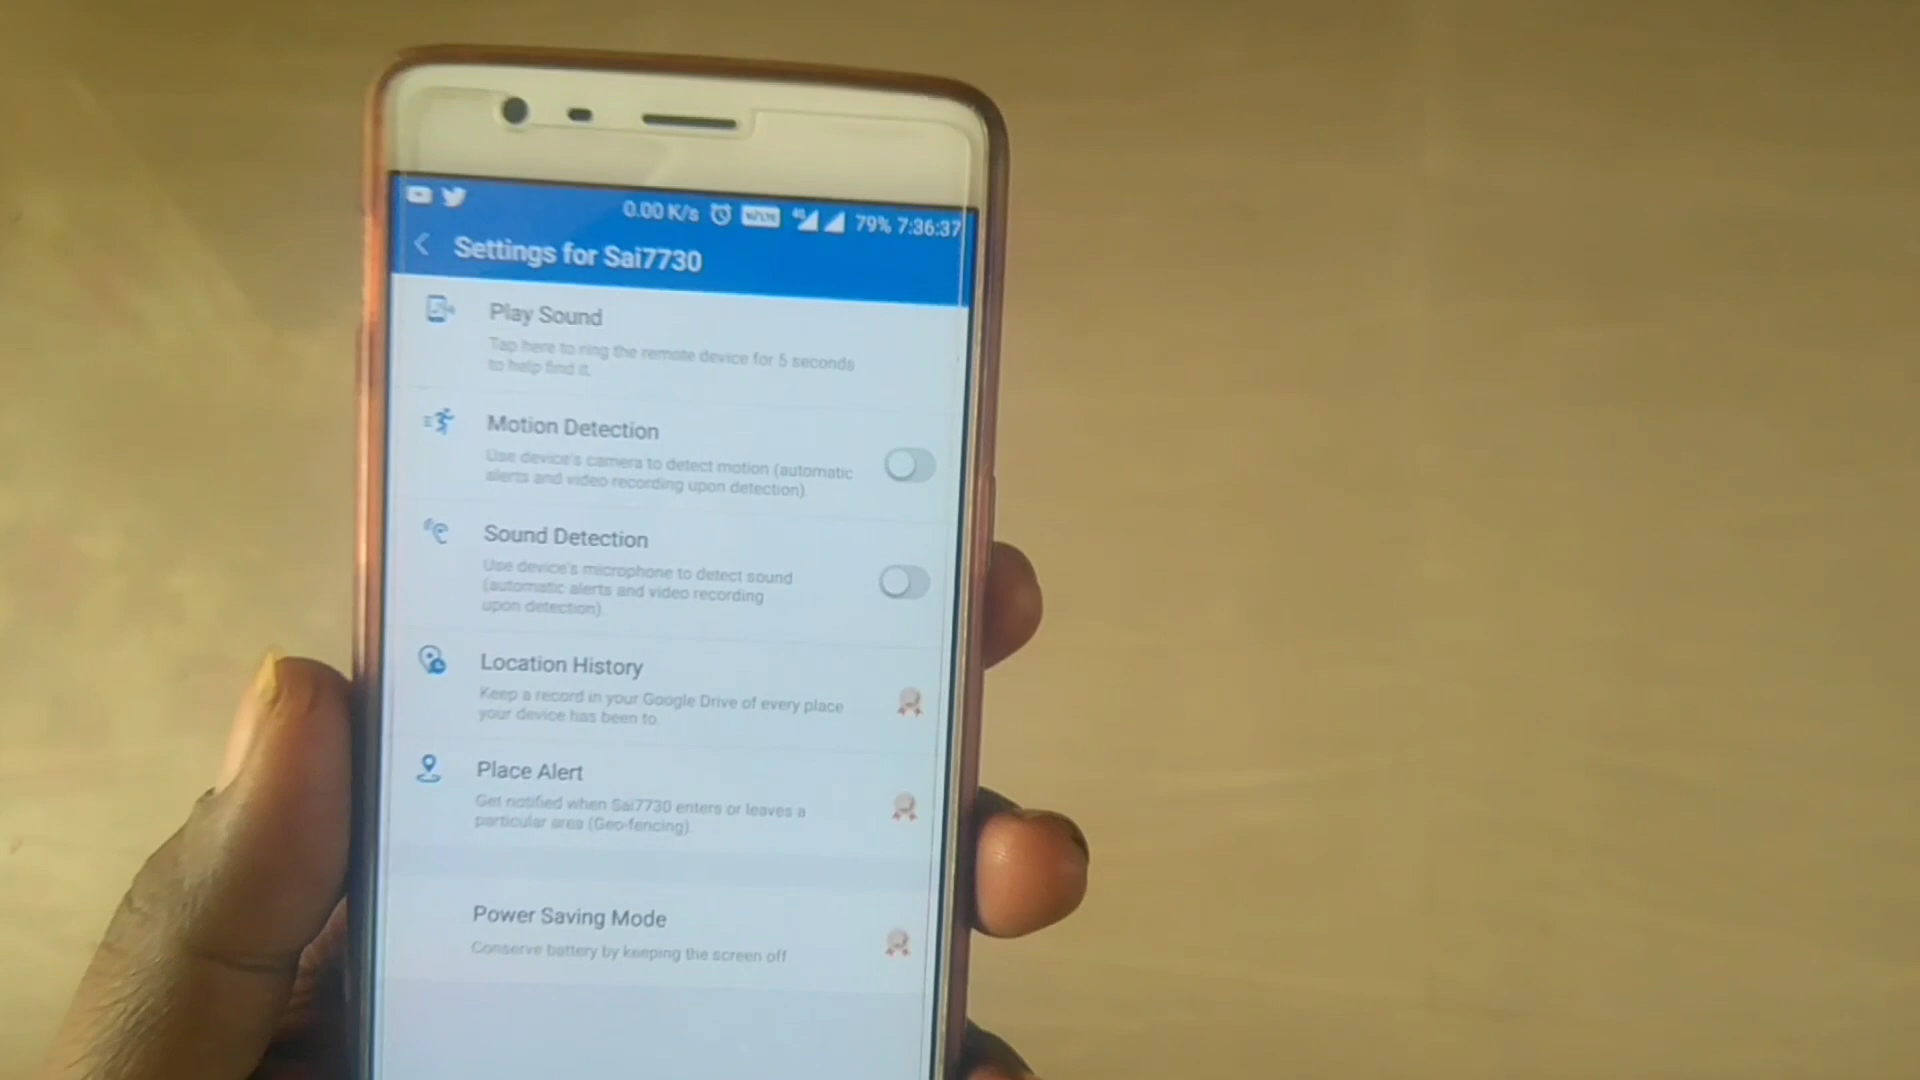 0.00 K/s VoLTE 4G 79% 7:36:37
Settings for Sai7730
Play Sound
Tap here to ring the remote device for 5 seconds
to help find it.
Motion Detection
Use device's camera to detect motion (automatic
alerts and video recording upon detection)
Sound Detection
Use device's microphone to detect sound
(automatic alerts and video recording
upon detection)
Location History
Keep a record in your Google Drive of every place
your device has been to.
Place Alert
Get notified when Sai7730 enters or leaves a
particular area (Geo-fencing)
Power Saving Mode
Conserve battery by keeping the screen off